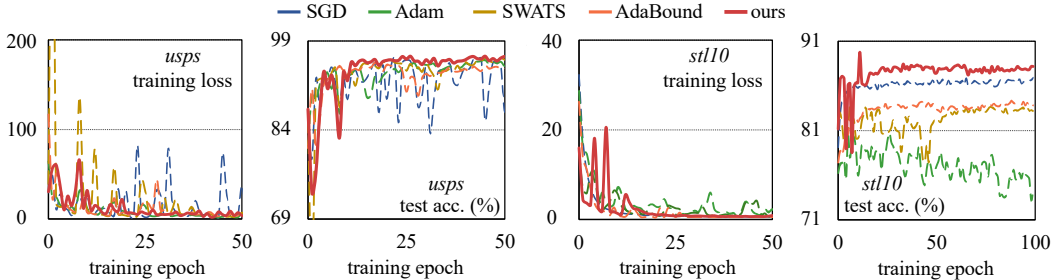 SGD Adam SWATS AdaBound ours
200
100
0
usps
training loss
0 25 50
training epoch
99
84
69
usps
test acc. (%)
0 25 50
training epoch
40
20
0
stl10
training loss
0 25 50
training epoch
91
81
71
stl10
test acc. (%)
0 50 100
training epoch